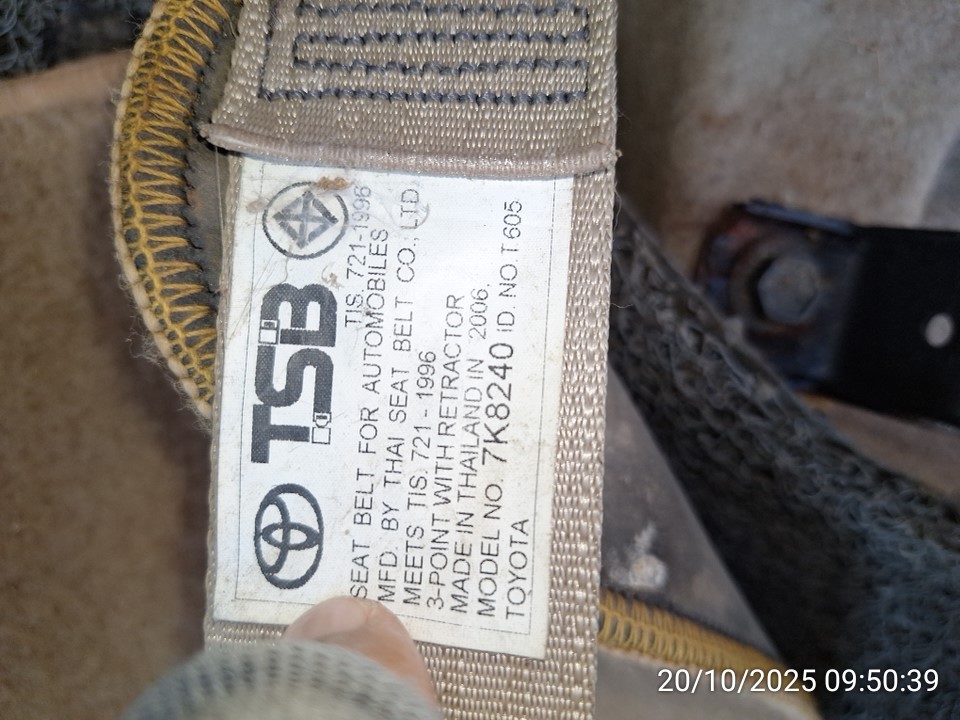 TSB
TIS. 721-1996
SEAT BELT FOR AUTOMOBILES
MFD. BY THAI SEAT BELT CO., LTD.
MEETS TIS. 721 - 1996
3-POINT WITH RETRACTOR
MADE IN THAILAND IN 2006.
MODEL NO. 7K8240 ID. NO.T605
TOYOTA
20/10/2025 09:50:39